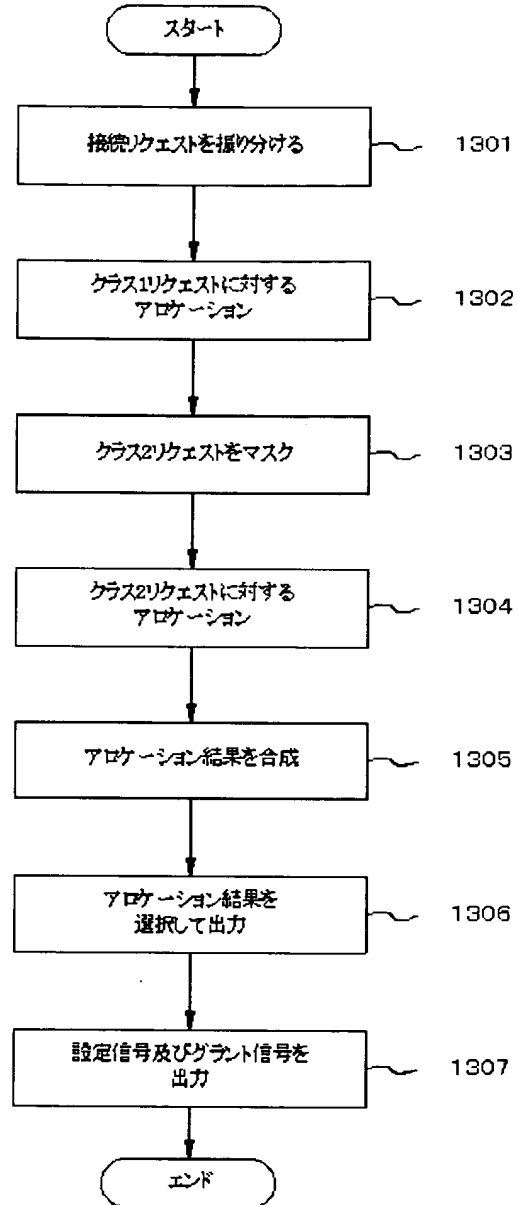 スタート
接続リクエストを振り分ける
1301
クラス1リクエストに対する
アロケーション
1302
クラス2リクエストをマスク
1303
クラス2リクエストに対する
アロケーション
1304
アロケーション結果を合成
1305
アロケーション結果を
選択して出力
1306
設定信号及びグラント信号を
出力
1307
エンド